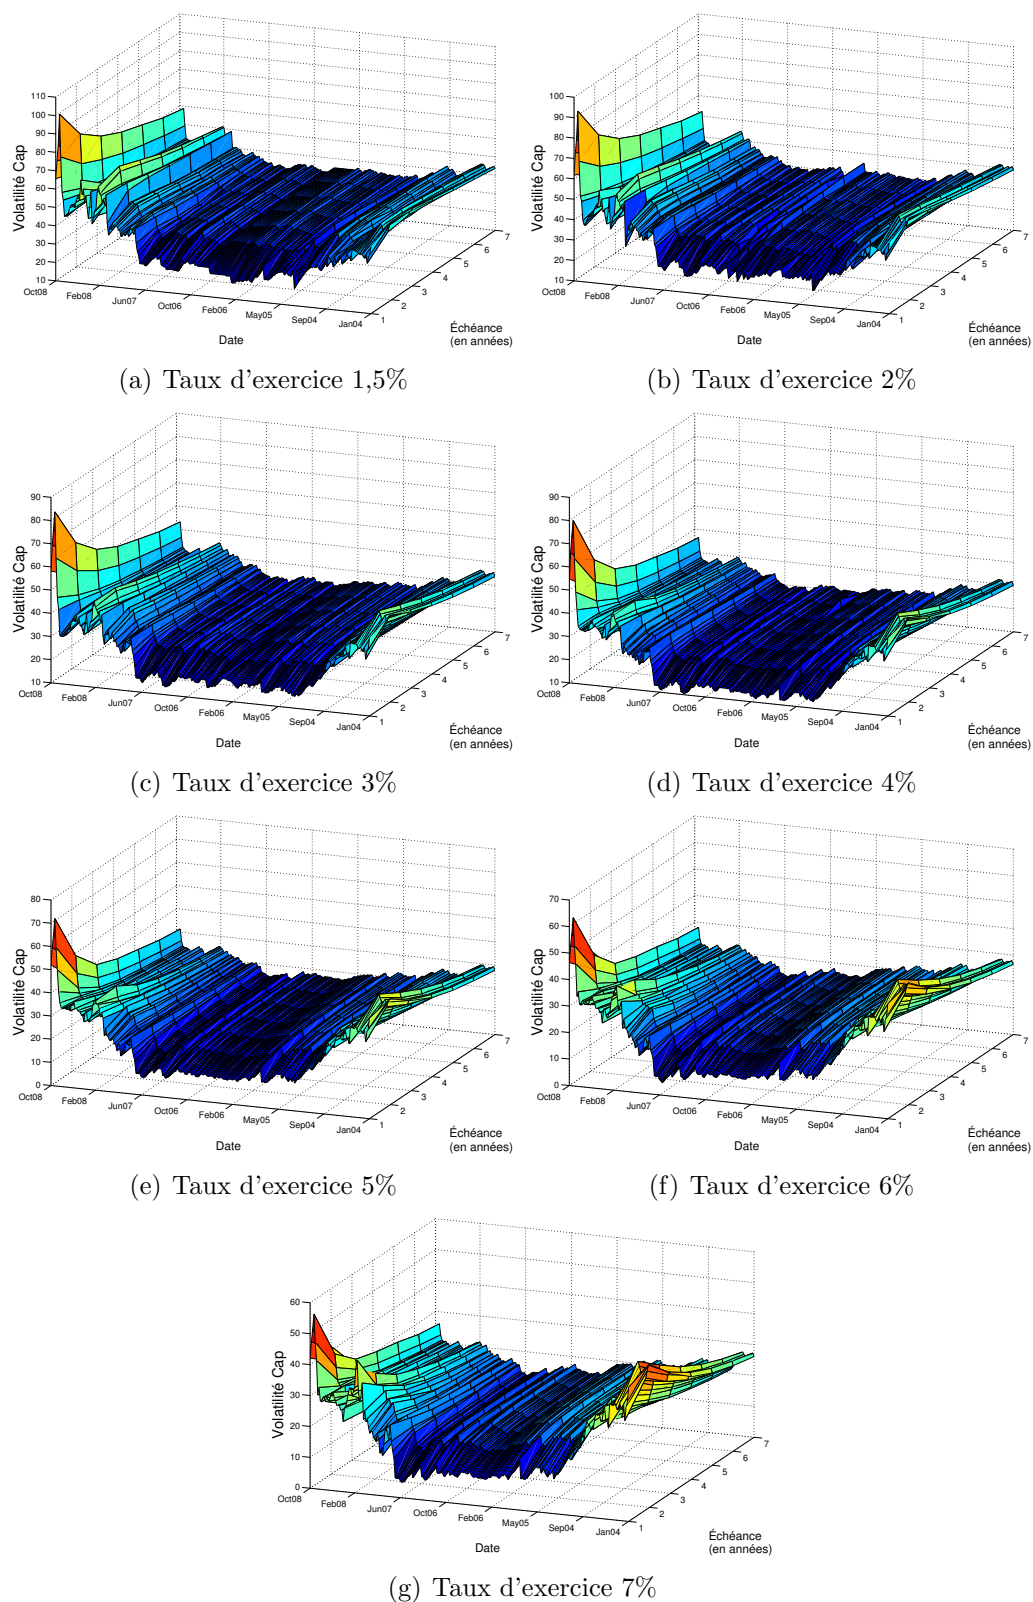 110
100
90
80
70
60
50
40
30
20
10
Volatilité Cap
Oct08
Feb08
Jun07
Oct06
Feb06
May05
Sep04
Jan04
Date
1
2
3
4
5
6
7
Échéance
(en années)
(a) Taux d'exercice 1,5%
100
90
80
70
60
50
40
30
20
10
Volatilité Cap
Oct08
Feb08
Jun07
Oct06
Feb06
May05
Sep04
Jan04
Date
1
2
3
4
5
6
7
Échéance
(en années)
(b) Taux d'exercice 2%
90
80
70
60
50
40
30
20
10
Volatilité Cap
Oct08
Feb08
Jun07
Oct06
Feb06
May05
Sep04
Jan04
Date
1
2
3
4
5
6
7
Échéance
(en années)
(c) Taux d'exercice 3%
90
80
70
60
50
40
30
20
10
Volatilité Cap
Oct08
Feb08
Jun07
Oct06
Feb06
May05
Sep04
Jan04
Date
1
2
3
4
5
6
7
Échéance
(en années)
(d) Taux d'exercice 4%
80
70
60
50
40
30
20
10
0
Volatilité Cap
Oct08
Feb08
Jun07
Oct06
Feb06
May05
Sep04
Jan04
Date
1
2
3
4
5
6
7
Échéance
(en années)
(e) Taux d'exercice 5%
70
60
50
40
30
20
10
0
Volatilité Cap
Oct08
Feb08
Jun07
Oct06
Feb06
May05
Sep04
Jan04
Date
1
2
3
4
5
6
7
Échéance
(en années)
(f) Taux d'exercice 6%
60
50
40
30
20
10
0
Volatilité Cap
Oct08
Feb08
Jun07
Oct06
Feb06
May05
Sep04
Jan04
Date
1
2
3
4
5
6
7
Échéance
(en années)
(g) Taux d'exercice 7%